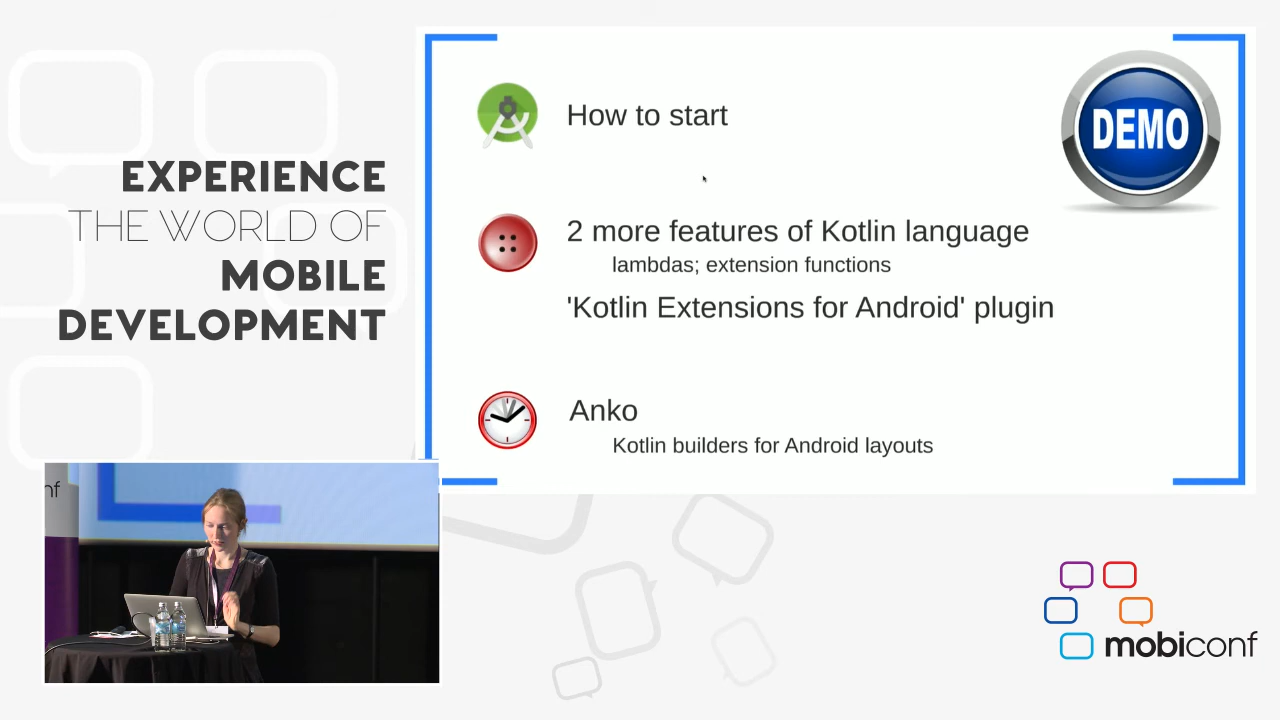 EXPERIENCE
THE WORLD OF
MOBILE
DEVELOPMENT
How to start
DEMO
2 more features of Kotlin language
lambdas; extension functions
'Kotlin Extensions for Android' plugin
Anko
Kotlin builders for Android layouts
nf
mobiconf